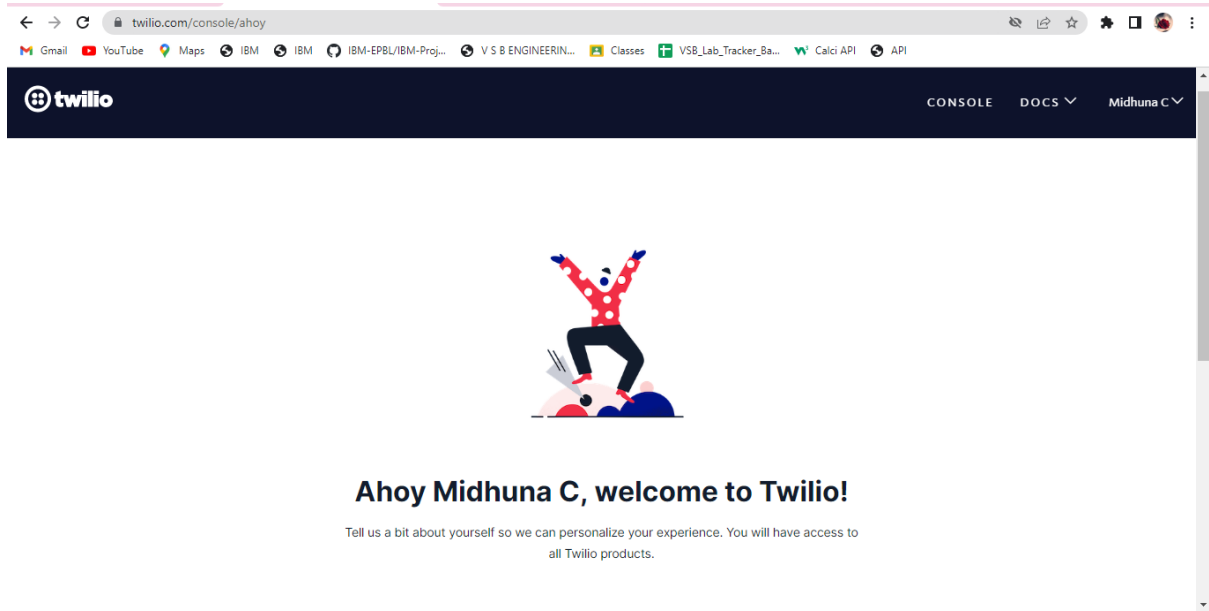 twilio.com/console/ahoy
Gmail YouTube Maps IBM IBM IBM-EPBL/IBM-Proj... V S B ENGINEERIN... Classes VSB_Lab_Tracker_Ba... Calci API API
twilio CONSOLE DOCS Midhuna C
Ahoy Midhuna C, welcome to Twilio!
Tell us a bit about yourself so we can personalize your experience. You will have access to
all Twilio products.